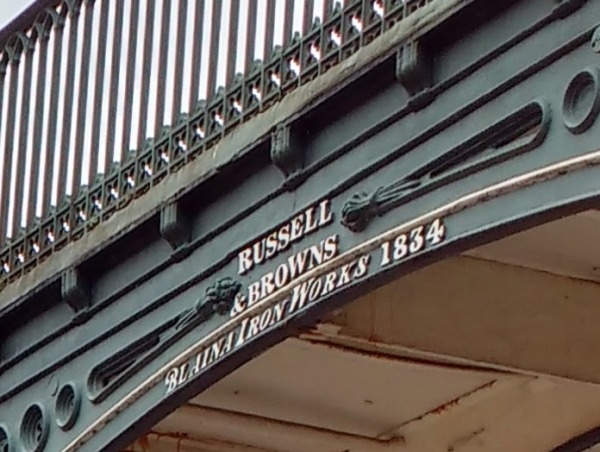 RUSSELL
& BROWNS
BLAINA IRON WORKS 1834